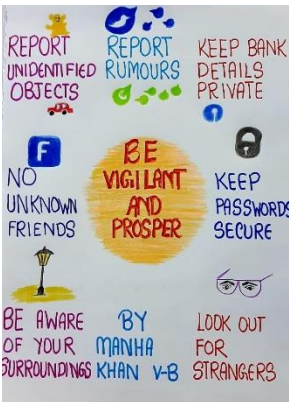 REPORT
UNIDENTIFIED
OBJECTS
REPORT
RUMOURS
KEEP BANK
DETAILS
PRIVATE
F
NO
UNKNOWN
FRIENDS
BE
VIGILANT
AND
PROSPER
KEEP
PASSWORDS
SECURE
BE AWARE
OF YOUR
SURROUNDINGS
BY
MANHA
KHAN V-B
LOOK OUT
FOR
STRANGERS